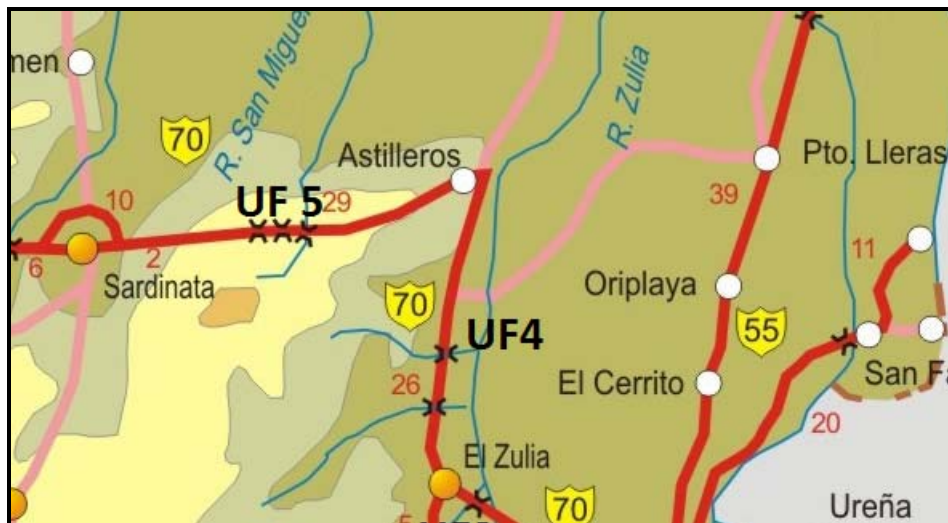 men
70
R. San Miguel
R. Zulia
Astilleros
Pto. Lleras
10
UF 5
29
39
6
2
Sardinata
11
Oriplaya
70
UF4
55
26
El Cerrito
San Fa
20
El Zulia
70
Ureña